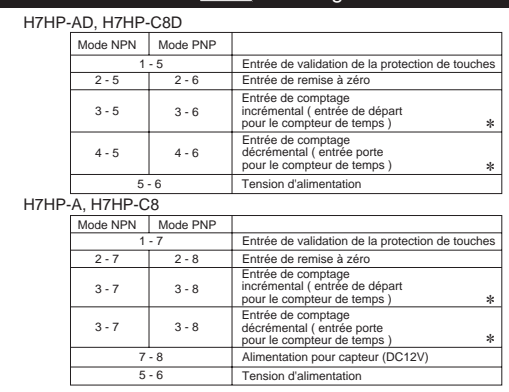 H7HP-AD, H7HP-C8D
Mode NPN Mode PNP
1 - 5 Entrée de validation de la protection de touches
2 - 5 2 - 6 Entrée de remise à zéro
3 - 5 3 - 6 Entrée de comptage
incrémental ( entrée de départ
pour le compteur de temps ) *
4 - 5 4 - 6 Entrée de comptage
décrémental ( entrée porte
pour le compteur de temps ) *
5 - 6 Tension d'alimentation
H7HP-A, H7HP-C8
Mode NPN Mode PNP
1 - 7 Entrée de validation de la protection de touches
2 - 7 2 - 8 Entrée de remise à zéro
3 - 7 3 - 8 Entrée de comptage
incrémental ( entrée de départ
pour le compteur de temps ) *
3 - 7 3 - 8 Entrée de comptage
décrémental ( entrée porte
pour le compteur de temps ) *
7 - 8 Alimentation pour capteur (DC12V)
5 - 6 Tension d'alimentation